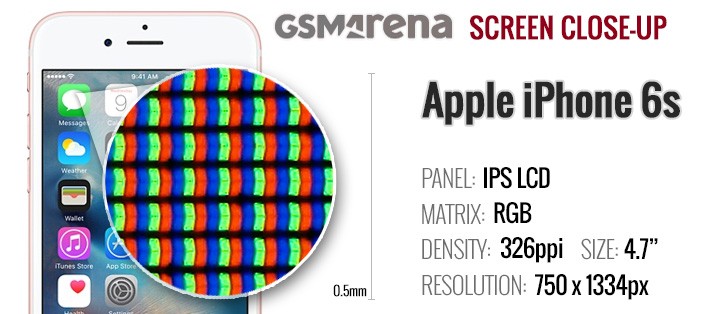 GSMArena SCREEN CLOSE-UP
9:41 AM
Messages
Weather
Wallet
iTunes Store
App Store
Health
Settings
9
Apple iPhone 6s
PANEL: IPS LCD
MATRIX: RGB
DENSITY: 326ppi SIZE: 4.7”
RESOLUTION: 750 x 1334px
0.5mm